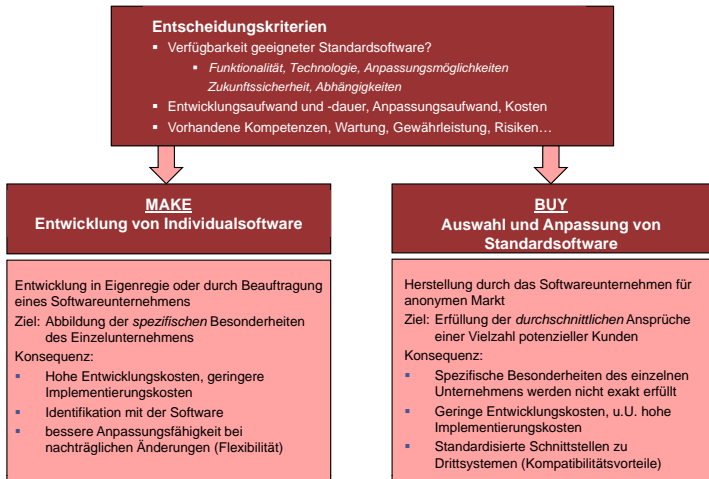 Entscheidungskriterien
▪ Verfügbarkeit geeigneter Standardsoftware?
▪ Funktionalität, Technologie, Anpassungsmöglichkeiten
Zukunftssicherheit, Abhängigkeiten
▪ Entwicklungsaufwand und -dauer, Anpassungsaufwand, Kosten
▪ Vorhandene Kompetenzen, Wartung, Gewährleistung, Risiken…
MAKE
Entwicklung von Individualsoftware
Entwicklung in Eigenregie oder durch Beauftragung
eines Softwareunternehmens
Ziel: Abbildung der spezifischen Besonderheiten
des Einzelunternehmens
Konsequenz:
▪ Hohe Entwicklungskosten, geringere
Implementierungskosten
▪ Identifikation mit der Software
▪ bessere Anpassungsfähigkeit bei
nachträglichen Änderungen (Flexibilität)
BUY
Auswahl und Anpassung von
Standardsoftware
Herstellung durch das Softwareunternehmen für
anonymen Markt
Ziel: Erfüllung der durchschnittlichen Ansprüche
einer Vielzahl potenzieller Kunden
Konsequenz:
▪ Spezifische Besonderheiten des einzelnen
Unternehmens werden nicht exakt erfüllt
▪ Geringe Entwicklungskosten, u.U. hohe
Implementierungskosten
▪ Standardisierte Schnittstellen zu
Drittsystemen (Kompatibilitätsvorteile)